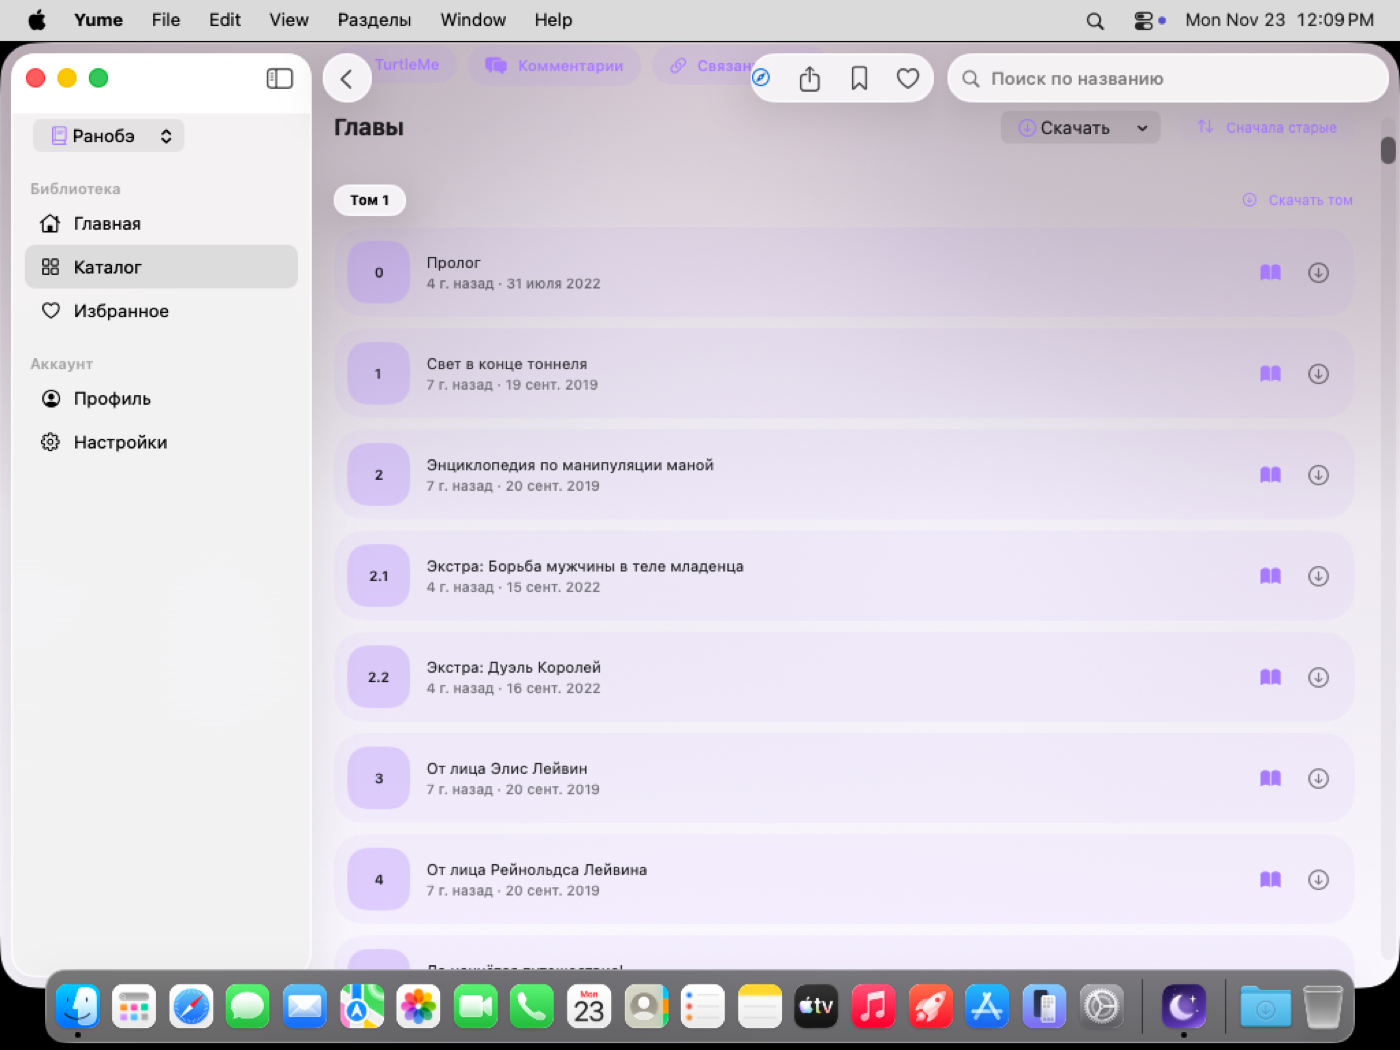 Yume File Edit View Разделы Window Help Mon Nov 23 12:09 PM
TurtleMe Комментарии
Поиск по названию
Ранобэ
Библиотека
Главная
Каталог
Избранное
Аккаунт
Профиль
Настройки
Главы
Скачать
Сначала старые
Том 1
Скачать том
0
Пролог
4 г. назад · 31 июля 2022
1
Свет в конце тоннеля
7 г. назад · 19 сент. 2019
2
Энциклопедия по манипуляции маной
7 г. назад · 20 сент. 2019
2.1
Экстра: Борьба мужчины в теле младенца
4 г. назад · 15 сент. 2022
2.2
Экстра: Дуэль Королей
4 г. назад · 16 сент. 2022
3
От лица Элис Лейвин
7 г. назад · 20 сент. 2019
4
От лица Рейнольдса Лейвина
7 г. назад · 20 сент. 2019
Mon
23
tv